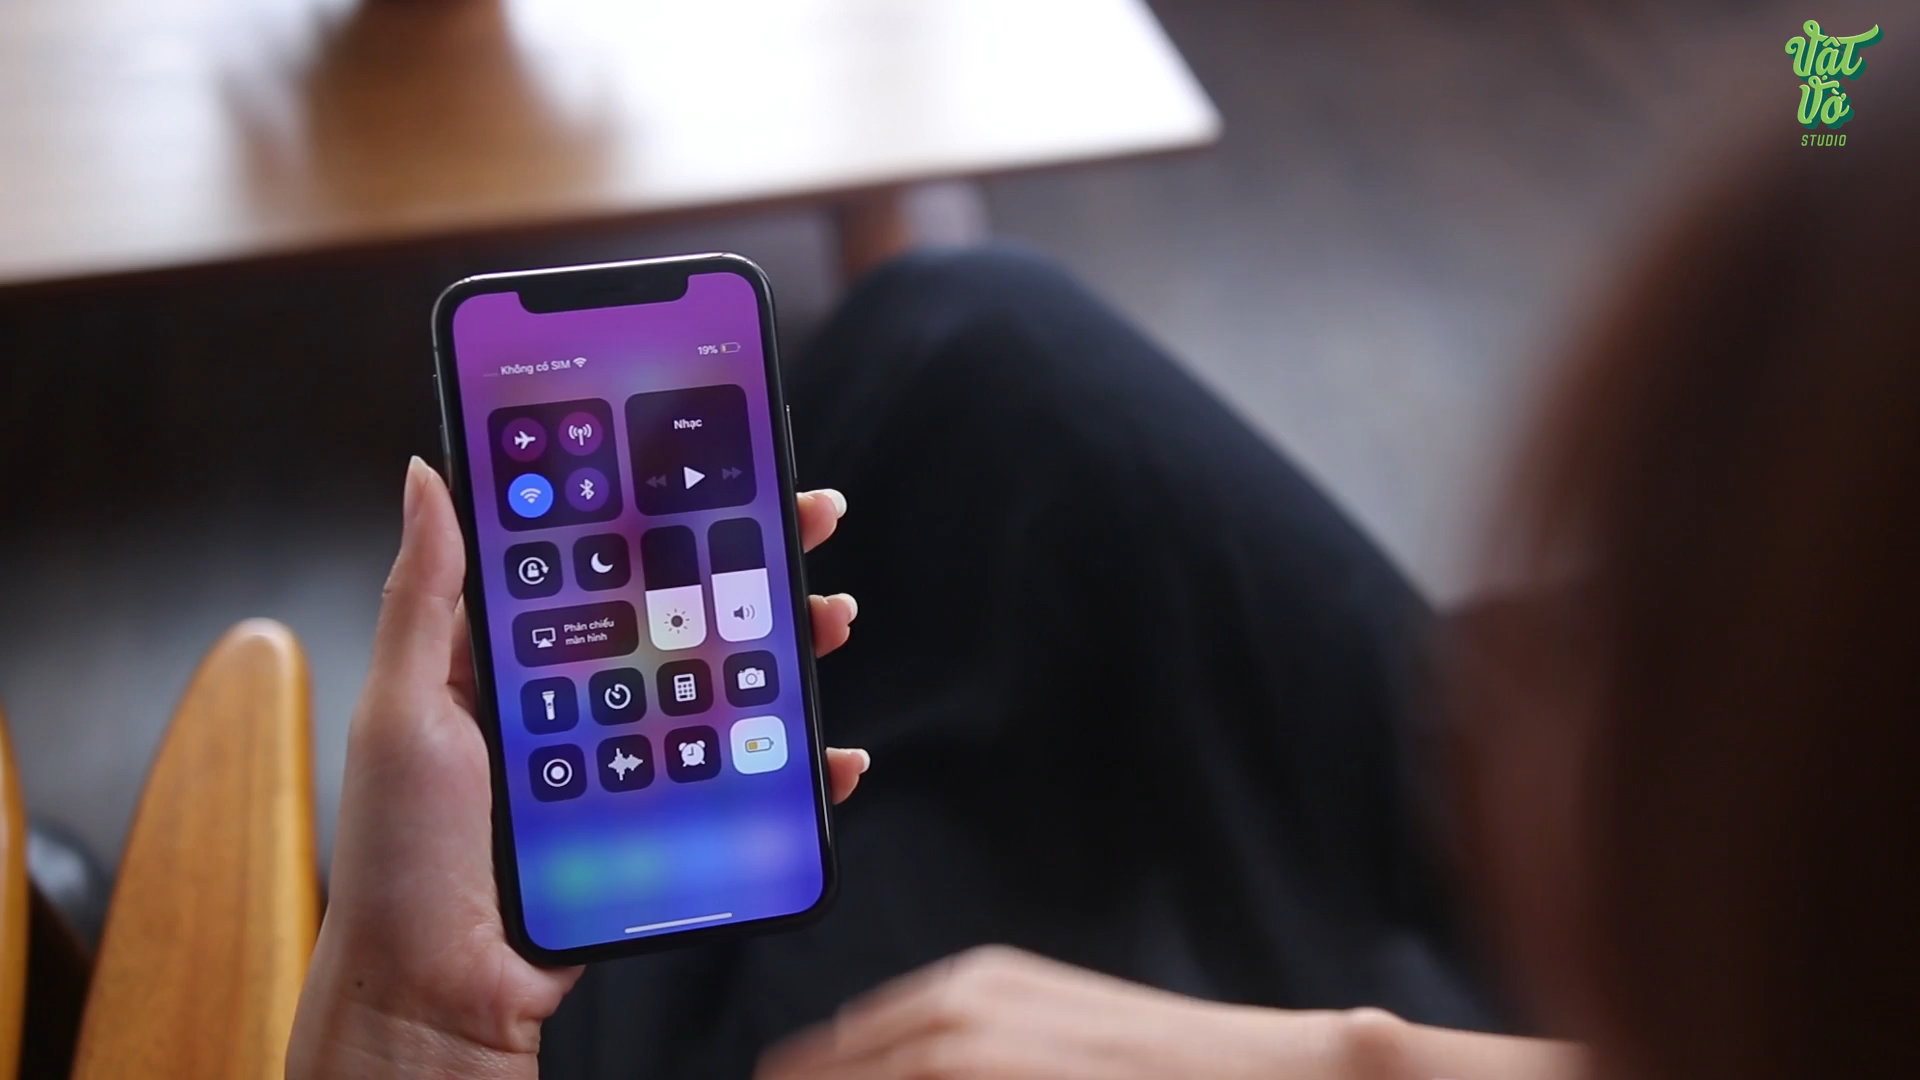 Vật
Vờ
STUDIO
Không có SIM
19%
Nhạc
Phản chiếu
màn hình